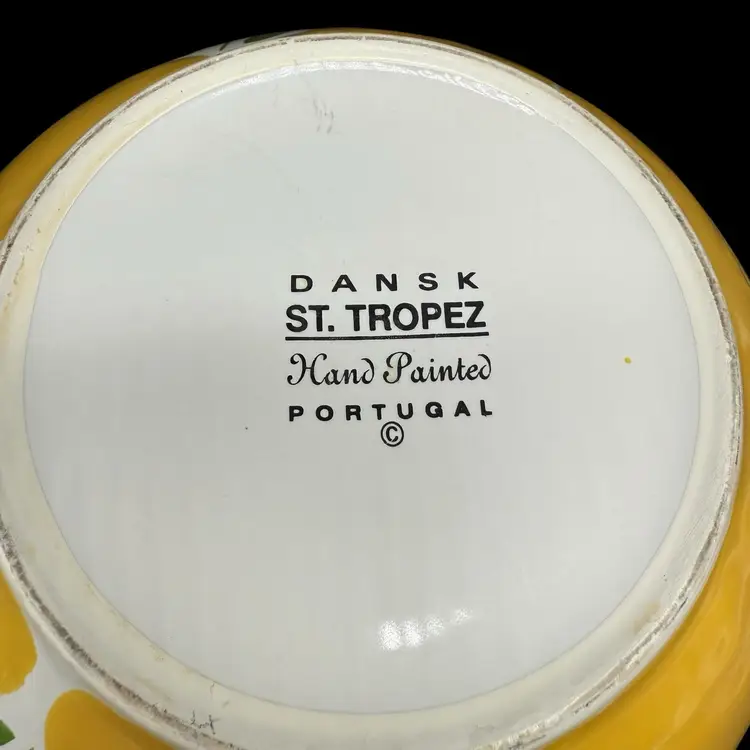 DANSK
ST. TROPEZ
Hand Painted
PORTUGAL
©